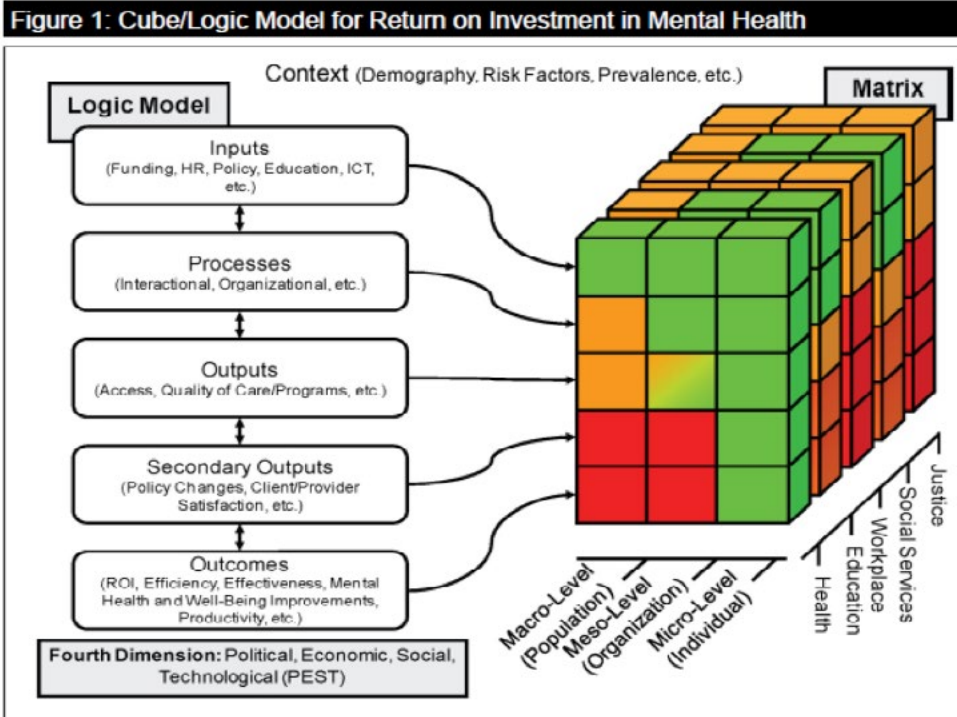 Figure 1: Cube/Logic Model for Return on Investment in Mental Health
Context (Demography, Risk Factors, Prevalence, etc.)
Logic Model
Matrix
Inputs
(Funding, HR, Policy, Education, ICT,
etc.)
Processes
(Interactional, Organizational, etc.)
Outputs
(Access, Quality of Care/Programs, etc.)
Secondary Outputs
(Policy Changes, Client/Provider
Satisfaction, etc.)
Outcomes
(ROI, Efficiency, Effectiveness, Mental
Health and Well-Being Improvements,
Productivity, etc.)
Fourth Dimension: Political, Economic, Social,
Technological (PEST)
Macro-Level
(Population)
Meso-Level
(Organization)
Micro-Level
(Individual)
Health
Education
Workplace
Social Services
Justice